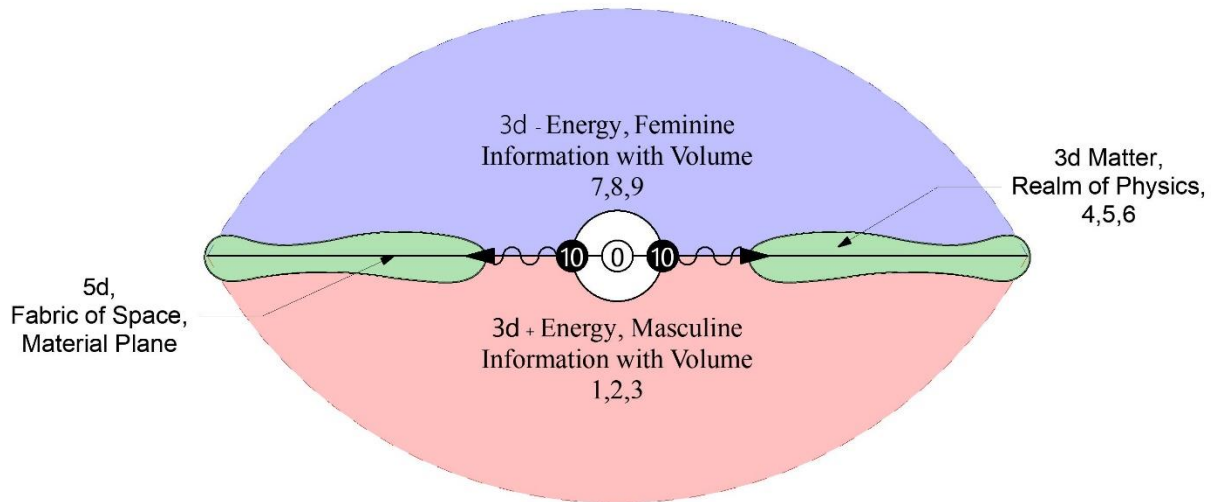 3d - Energy, Feminine
Information with Volume
7,8,9
3d Matter,
Realm of Physics,
4,5,6
10
0
10
5d,
Fabric of Space,
Material Plane
3d + Energy, Masculine
Information with Volume
1,2,3